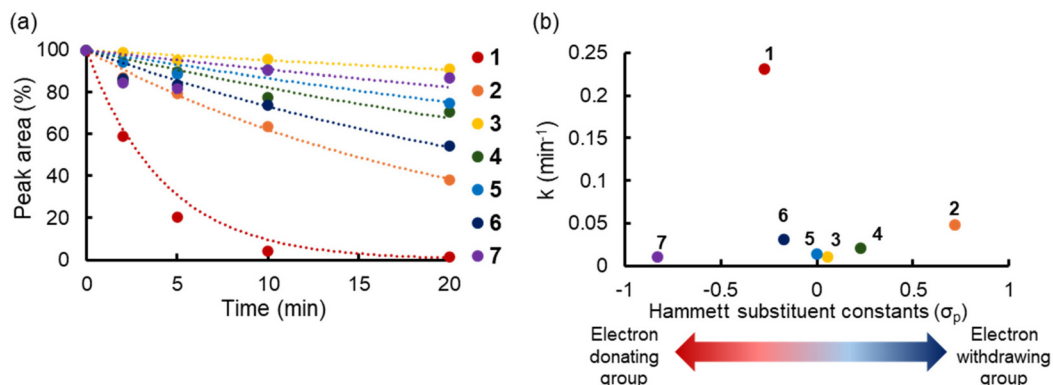 (a)
100
80
60
40
20
0
Peak area (%)
0 5 10 15 20
Time (min)
1
2
3
4
5
6
7
(b)
0.25
0.2
0.15
0.1
0.05
0
k (min⁻¹)
1
2
6
5
3
4
7
-1 -0.5 0 0.5 1
Hammett substituent constants (σₚ)
Electron
donating
group
Electron
withdrawing
group